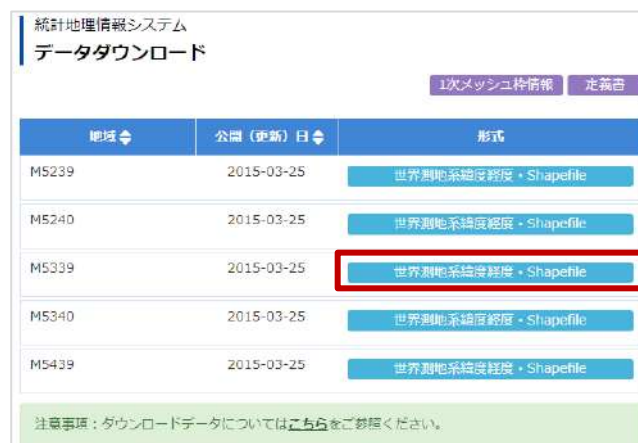 統計地理情報システム
データダウンロード
1次メッシュ枠情報 定義書
地域 公開（更新）日 形式
M5239 2015-03-25 世界測地系緯度経度・Shapefile
M5240 2015-03-25 世界測地系緯度経度・Shapefile
M5339 2015-03-25 世界測地系緯度経度・Shapefile
M5340 2015-03-25 世界測地系緯度経度・Shapefile
M5439 2015-03-25 世界測地系緯度経度・Shapefile
注意事項：ダウンロードデータについてはこちらをご参照ください。